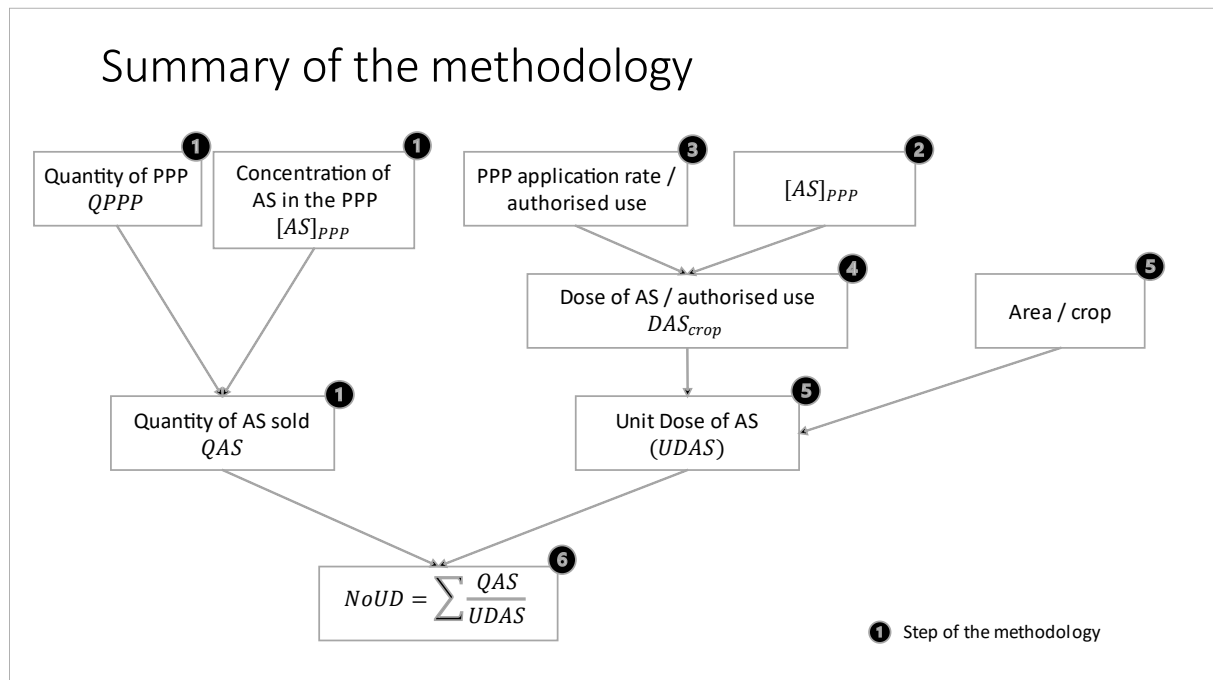 Summary of the methodology
1
Quantity of PPP
QPPP
1
Concentration of
AS in the PPP
[AS]PPP
3
PPP application rate /
authorised use
2
[AS]PPP
4
Dose of AS / authorised use
DAScrop
5
Area / crop
1
Quantity of AS sold
QAS
5
Unit Dose of AS
(UDAS)
6
NoUD = ∑ QAS
UDAS
1 Step of the methodology